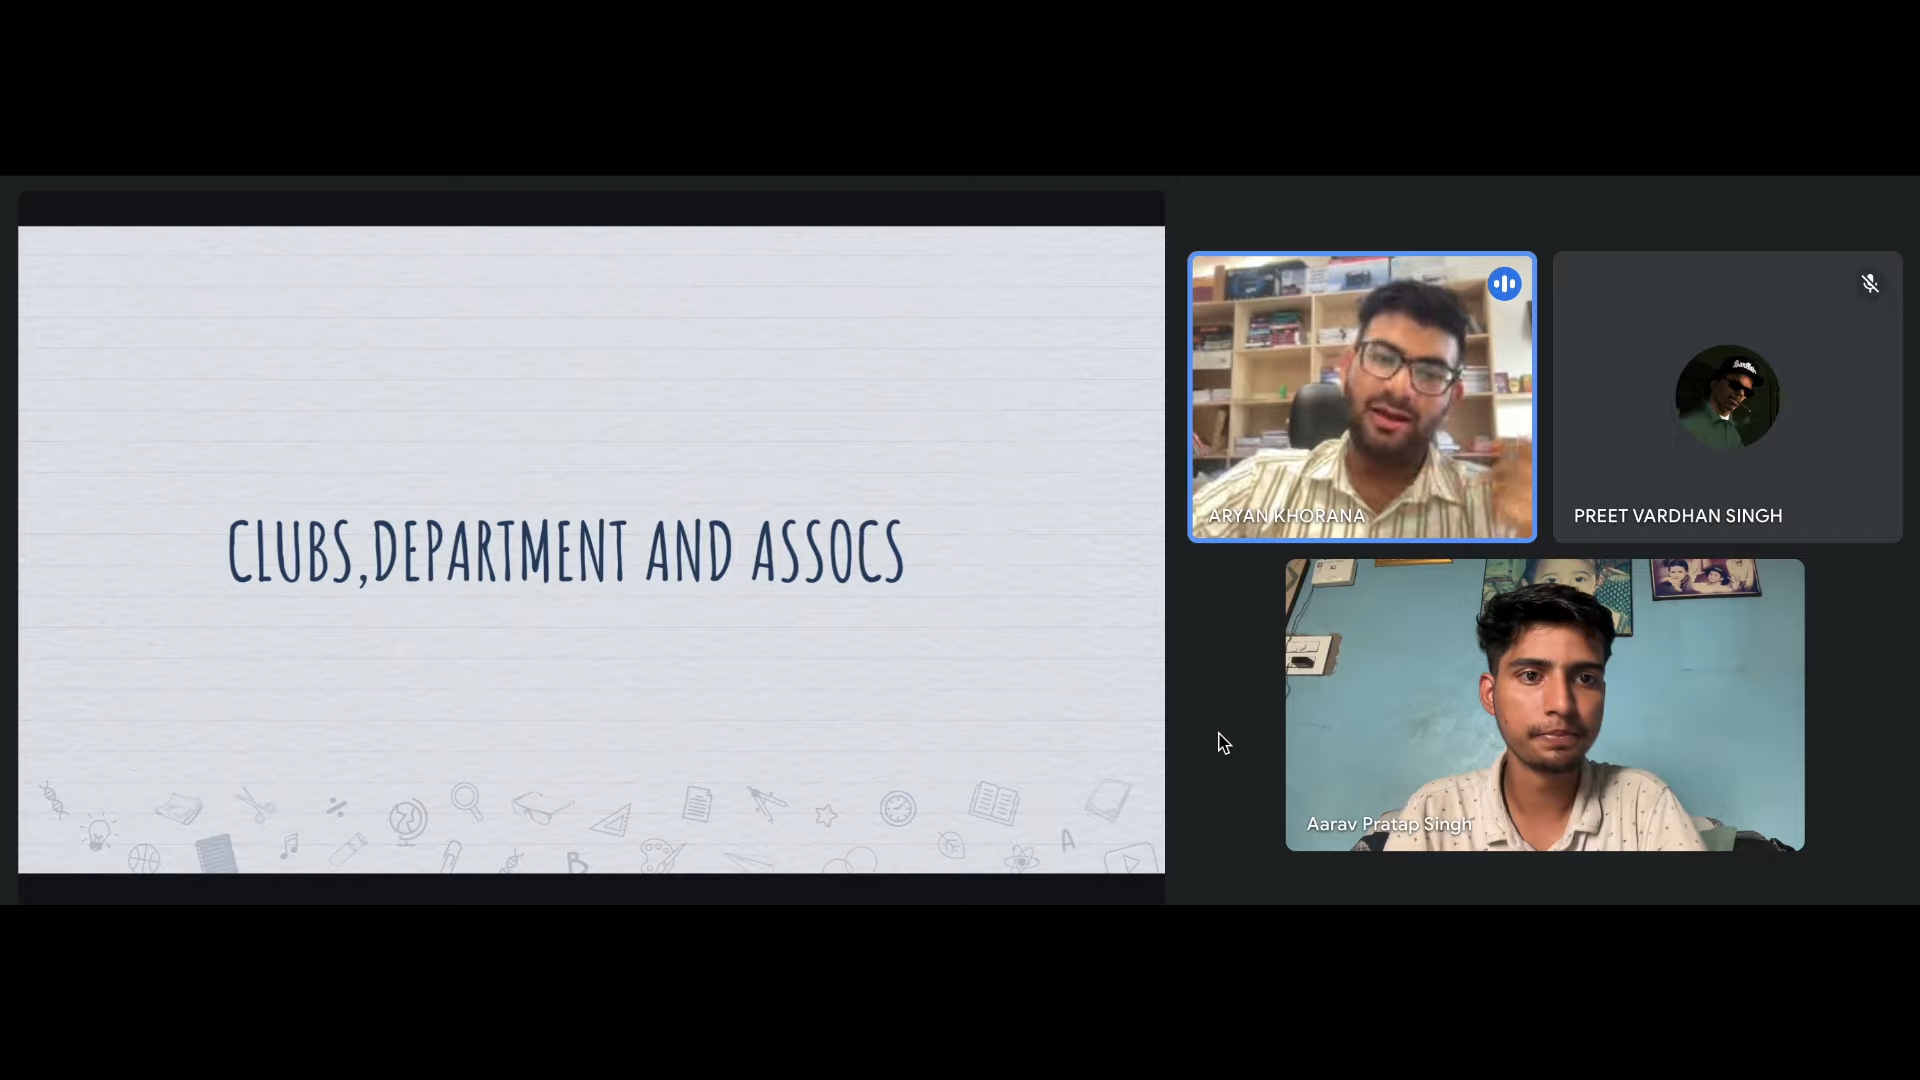 CLUBS,DEPARTMENT AND ASSOCS
B
A
ARYAN KHORANA
PREET VARDHAN SINGH
Aarav Pratap Singh